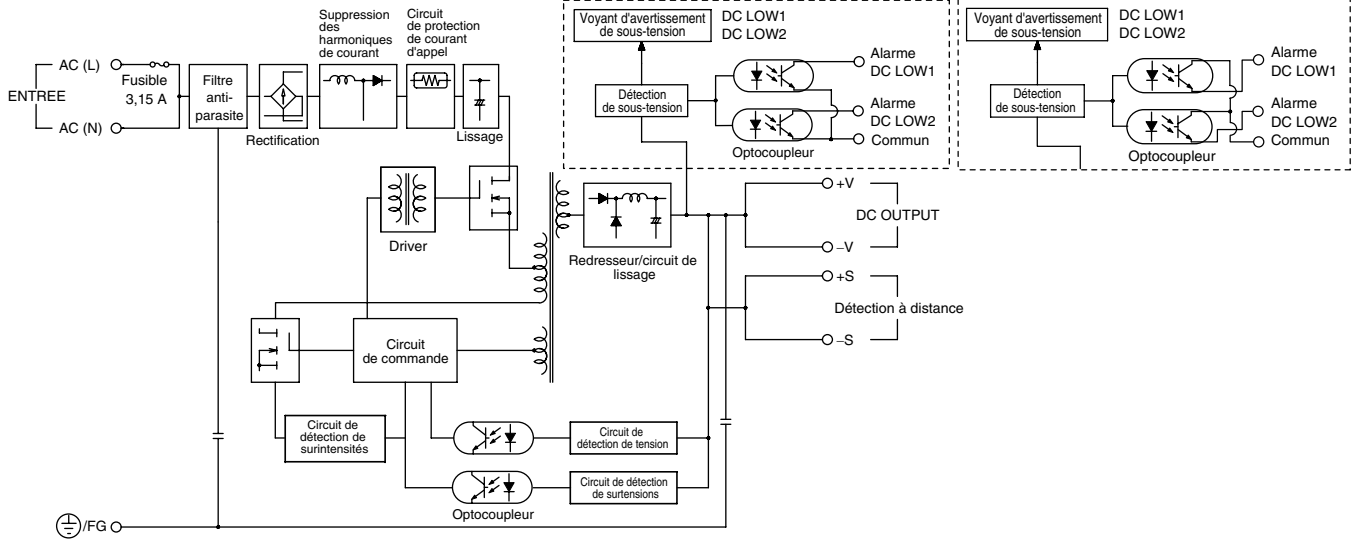 AC (L)
ENTREE
AC (N)
Fusible
3,15 A
Filtre
anti-
parasite
Rectification
Suppression
des
harmoniques
de courant
Circuit
de protection
de courant
d'appel
Lissage
Driver
Circuit
de commande
Circuit de
détection de
surintensités
Optocoupleur
Circuit de
détection de tension
Circuit de détection
de surtensions
Redresseur/circuit de
lissage
/FG
Voyant d'avertissement
de sous-tension
DC LOW1
DC LOW2
Détection
de sous-tension
Optocoupleur
Alarme
DC LOW1
Alarme
DC LOW2
Commun
+V
DC OUTPUT
–V
+S
Détection à distance
–S
Voyant d'avertissement
de sous-tension
DC LOW1
DC LOW2
Détection
de sous-tension
Optocoupleur
Alarme
DC LOW1
Alarme
DC LOW2
Commun